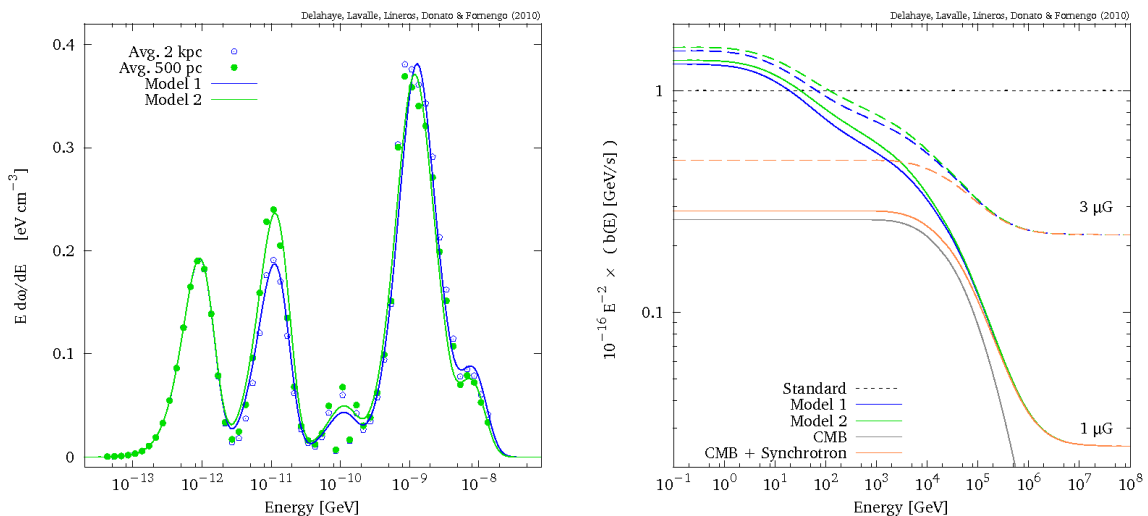 Delahaye, Lavalle, Lineros, Donato & Fornengo (2010)
0.4
0.3
0.2
0.1
0
E dω/dE [eV cm⁻³]
Avg. 2 kpc
Avg. 500 pc
Model 1
Model 2
10⁻¹³ 10⁻¹² 10⁻¹¹ 10⁻¹⁰ 10⁻⁹ 10⁻⁸
Energy [GeV]
Delahaye, Lavalle, Lineros, Donato & Fornengo (2010)
1
0.1
10⁻¹⁶ E⁻² × ( b(E) [GeV/s] )
3 µG
Standard
Model 1
Model 2
CMB
CMB + Synchrotron
1 µG
10⁻¹ 10⁰ 10¹ 10² 10³ 10⁴ 10⁵ 10⁶ 10⁷ 10⁸
Energy [GeV]